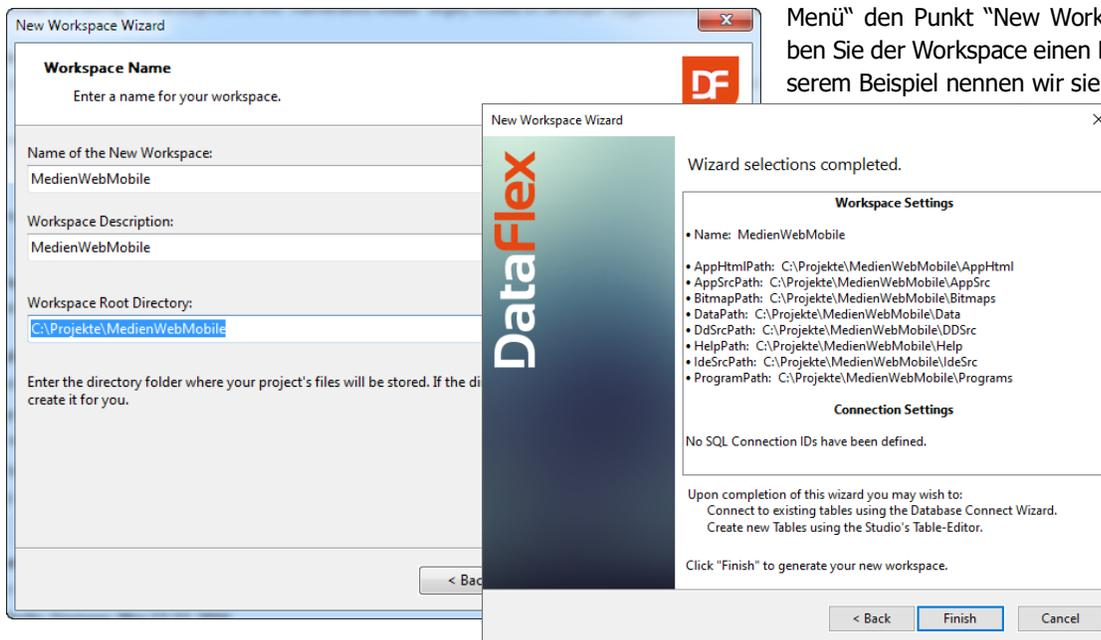 Menü“ den Punkt “New Work
ben Sie der Workspace einen
serem Beispiel nennen wir sie
New Workspace Wizard
Workspace Name
Enter a name for your workspace.
DF
Name of the New Workspace:
MedienWebMobile
Workspace Description:
MedienWebMobile
Workspace Root Directory:
C:\Projekte\MedienWebMobile
Enter the directory folder where your project's files will be stored. If the di
create it for you.
< Bac
New Workspace Wizard
DataFlex
Wizard selections completed.
Workspace Settings
• Name: MedienWebMobile
• AppHtmlPath: C:\Projekte\MedienWebMobile\AppHtml
• AppSrcPath: C:\Projekte\MedienWebMobile\AppSrc
• BitmapPath: C:\Projekte\MedienWebMobile\Bitmaps
• DataPath: C:\Projekte\MedienWebMobile\Data
• DdSrcPath: C:\Projekte\MedienWebMobile\DDSrc
• HelpPath: C:\Projekte\MedienWebMobile\Help
• IdeSrcPath: C:\Projekte\MedienWebMobile\IdeSrc
• ProgramPath: C:\Projekte\MedienWebMobile\Programs
Connection Settings
No SQL Connection IDs have been defined.
Upon completion of this wizard you may wish to:
Connect to existing tables using the Database Connect Wizard.
Create new Tables using the Studio's Table-Editor.
Click "Finish" to generate your new workspace.
< Back
Finish
Cancel